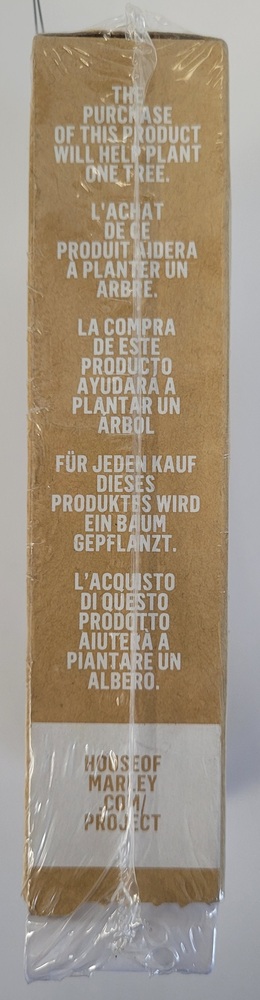 THE
PURCHASE
OF THIS PRODUCT
WILL HELP PLANT
ONE TREE.
L'ACHAT
DE CE
PRODUIT AIDERA
À PLANTER UN
ARBRE.
LA COMPRA
DE ESTE
PRODUCTO
AYUDARÁ A
PLANTAR UN
ÁRBOL
FÜR JEDEN KAUF
DIESES
PRODUKTES WIRD
EIN BAUM
GEPFLANZT.
L'ACQUISTO
DI QUESTO
PRODOTTO
AIUTERÀ A
PIANTARE UN
ALBERO.
HOUSEOF
MARLEY
.COM/
PROJECT